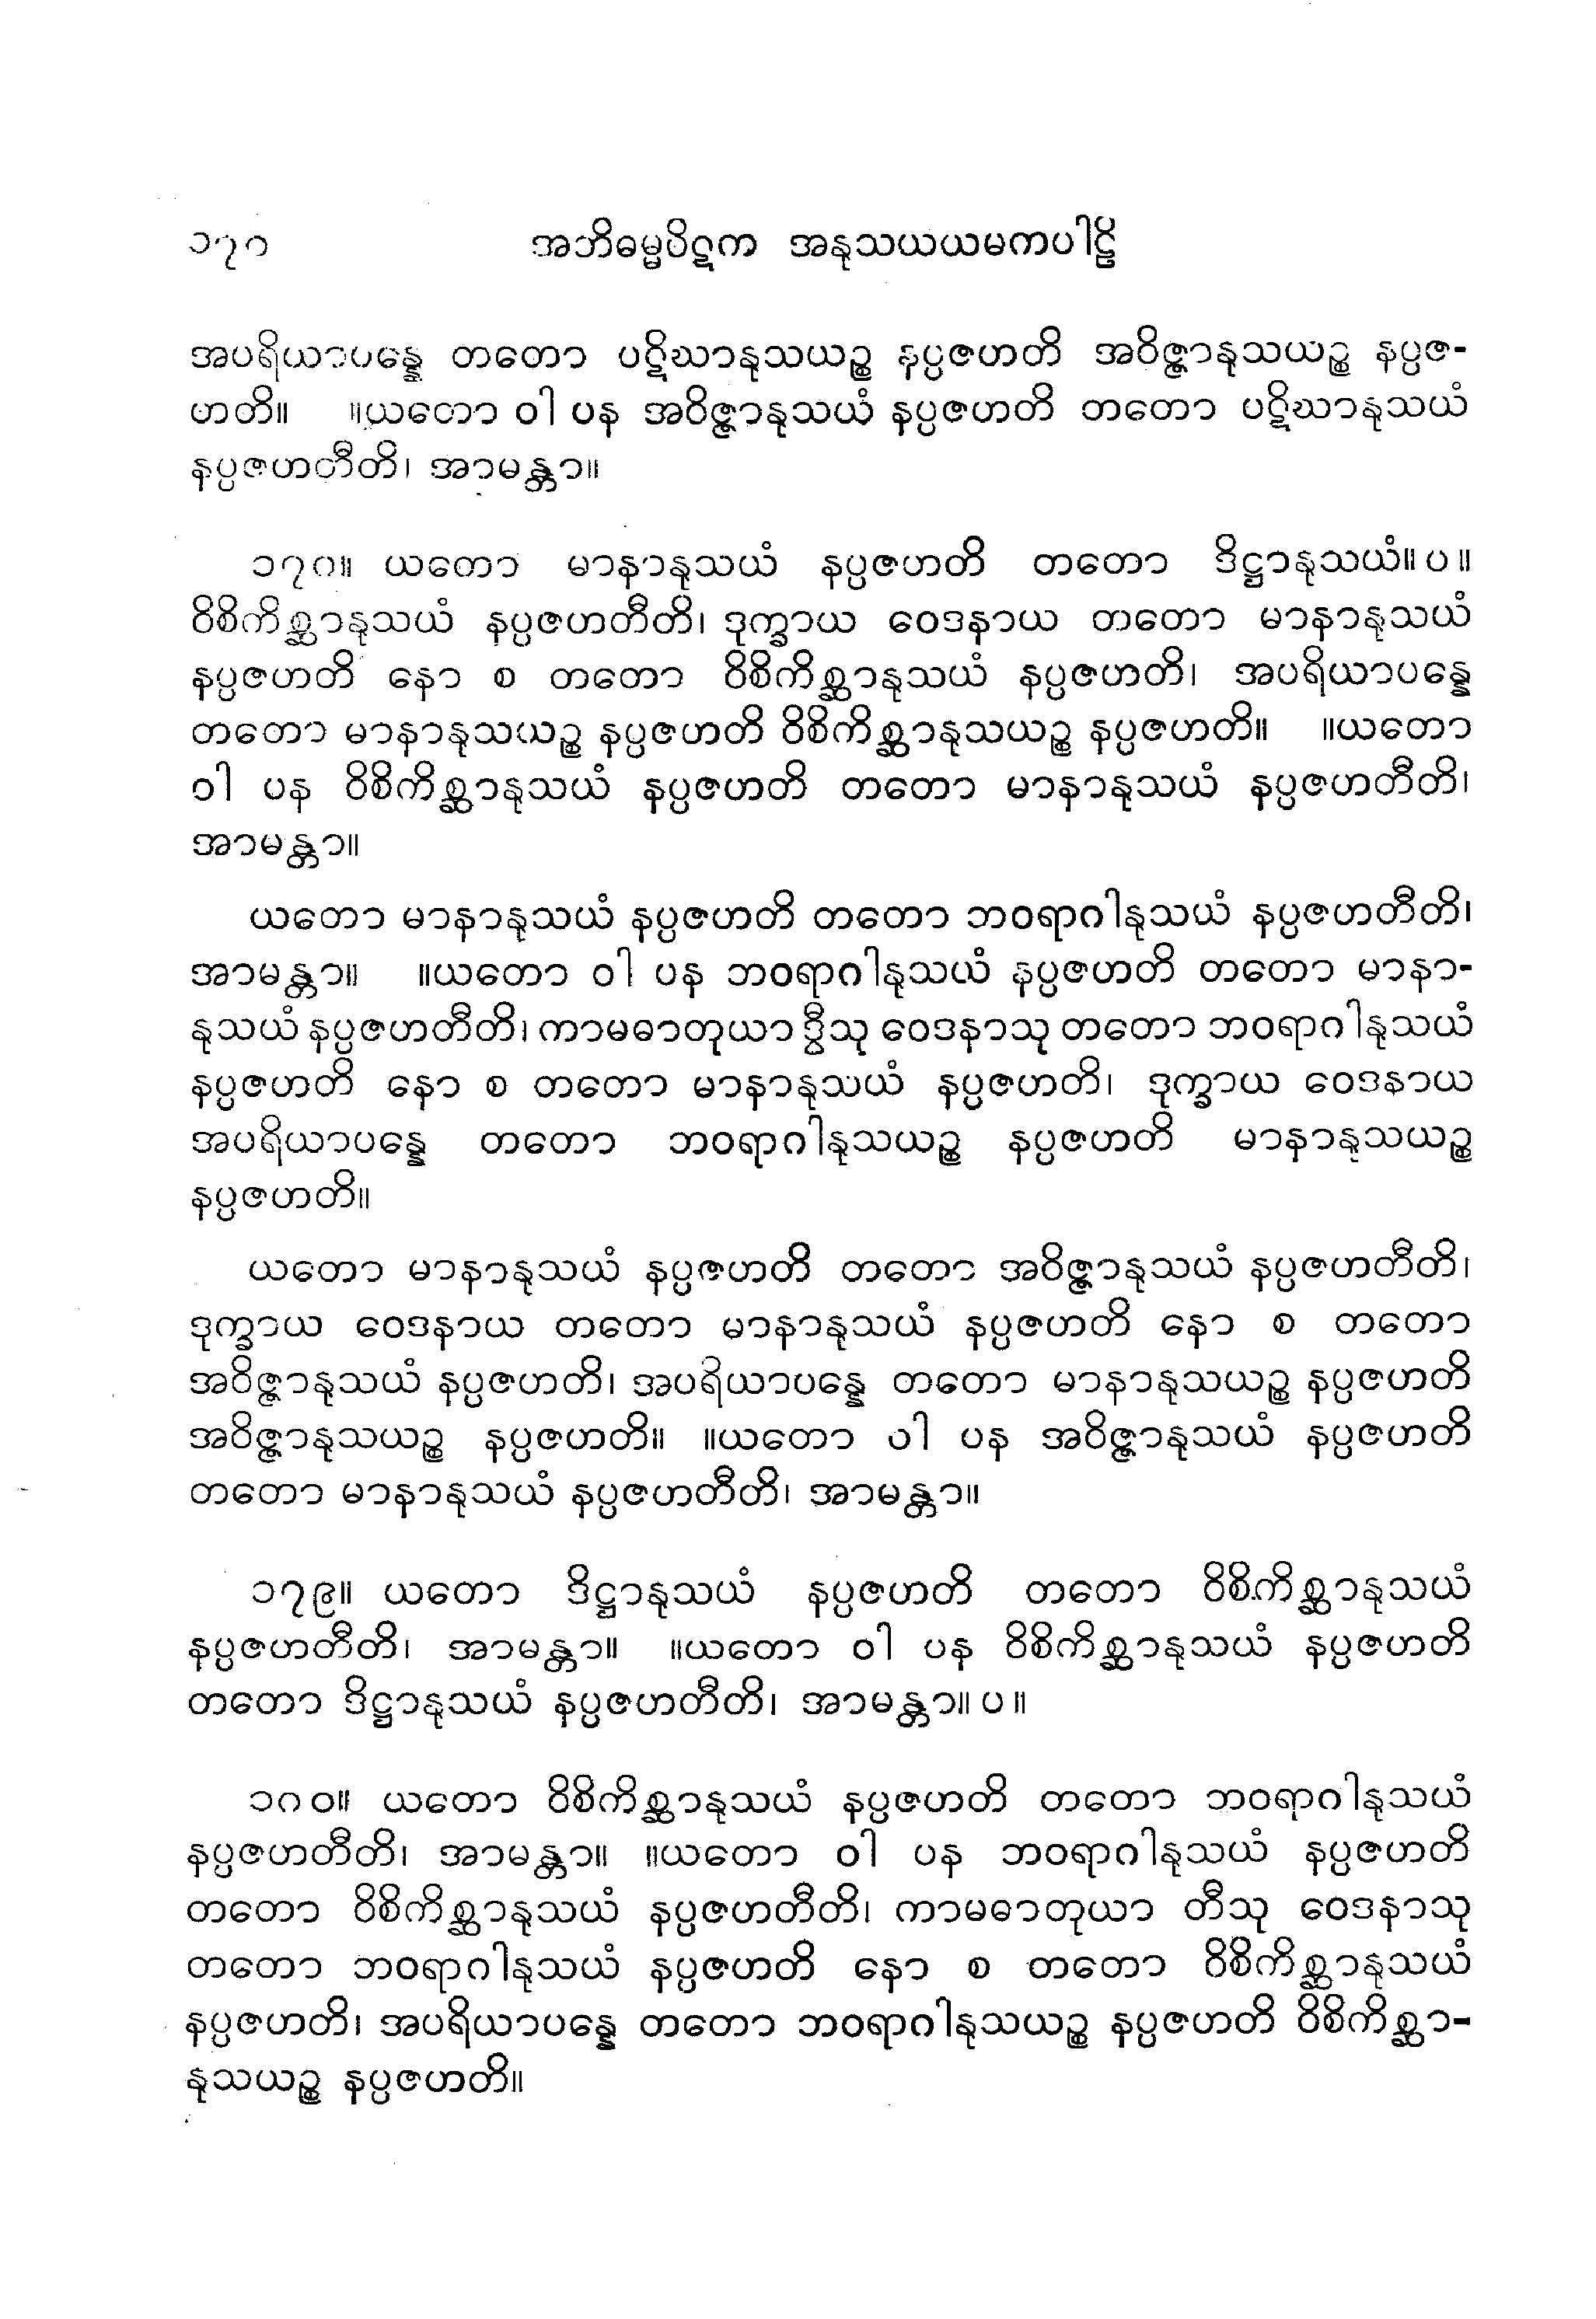 ၁၇၈ အဘိဓမ္မပိဋက အနုသယယမကပါဠိ
အပရိယာပန္နေ တတော ပဋိဃာနုသယဉ္စ နပ္ပဇဟတိ အဝိဇ္ဇာနုသယဉ္စ နပ္ပဇ-
ဟတိ။ ။ယတော ဝါ ပန အဝိဇ္ဇာနုသယံ နပ္ပဇဟတိ တတော ပဋိဃာနုသယံ
နပ္ပဇဟတီတိ၊ အာမန္တာ။
၁၇၈။ ယတော မာနာနုသယံ နပ္ပဇဟတိ တတော ဒိဋ္ဌာနုသယံ။ ပ ။
ဝိစိကိစ္ဆာနုသယံ နပ္ပဇဟတီတိ၊ ဒုက္ခာယ ဝေဒနာယ တတော မာနာနုသယံ
နပ္ပဇဟတိ နော စ တတော ဝိစိကိစ္ဆာနုသယံ နပ္ပဇဟတိ၊ အပရိယာပန္နေ
တတော မာနာနုသယဉ္စ နပ္ပဇဟတိ ဝိစိကိစ္ဆာနုသယဉ္စ နပ္ပဇဟတိ။ ။ယတော
ဝါ ပန ဝိစိကိစ္ဆာနုသယံ နပ္ပဇဟတိ တတော မာနာနုသယံ နပ္ပဇဟတီတိ၊
အာမန္တာ။
ယတော မာနာနုသယံ နပ္ပဇဟတိ တတော ဘဝရာဂါနုသယံ နပ္ပဇဟတီတိ၊
အာမန္တာ။ ။ယတော ဝါ ပန ဘဝရာဂါနုသယံ နပ္ပဇဟတိ တတော မာနာ-
နုသယံ နပ္ပဇဟတီတိ၊ ကာမဓာတုယာ ဒွီသု ဝေဒနာသု တတော ဘဝရာဂါနုသယံ
နပ္ပဇဟတိ နော စ တတော မာနာနုသယံ နပ္ပဇဟတိ၊ ဒုက္ခာယ ဝေဒနာယ
အပရိယာပန္နေ တတော ဘဝရာဂါနုသယဉ္စ နပ္ပဇဟတိ မာနာနုသယဉ္စ
နပ္ပဇဟတိ။
ယတော မာနာနုသယံ နပ္ပဇဟတိ တတော အဝိဇ္ဇာနုသယံ နပ္ပဇဟတီတိ၊
ဒုက္ခာယ ဝေဒနာယ တတော မာနာနုသယံ နပ္ပဇဟတိ နော စ တတော
အဝိဇ္ဇာနုသယံ နပ္ပဇဟတိ၊ အပရိယာပန္နေ တတော မာနာနုသယဉ္စ နပ္ပဇဟတိ
အဝိဇ္ဇာနုသယဉ္စ နပ္ပဇဟတိ။ ။ယတော ဝါ ပန အဝိဇ္ဇာနုသယံ နပ္ပဇဟတိ
တတော မာနာနုသယံ နပ္ပဇဟတီတိ၊ အာမန္တာ။
၁၇၉။ ယတော ဒိဋ္ဌာနုသယံ နပ္ပဇဟတိ တတော ဝိစိကိစ္ဆာနုသယံ
နပ္ပဇဟတီတိ၊ အာမန္တာ။ ။ယတော ဝါ ပန ဝိစိကိစ္ဆာနုသယံ နပ္ပဇဟတိ
တတော ဒိဋ္ဌာနုသယံ နပ္ပဇဟတီတိ၊ အာမန္တာ။ ပ ။
၁၈၀။ ယတော ဝိစိကိစ္ဆာနုသယံ နပ္ပဇဟတိ တတော ဘဝရာဂါနုသယံ
နပ္ပဇဟတီတိ၊ အာမန္တာ။ ။ယတော ဝါ ပန ဘဝရာဂါနုသယံ နပ္ပဇဟတိ
တတော ဝိစိကိစ္ဆာနုသယံ နပ္ပဇဟတီတိ၊ ကာမဓာတုယာ တီသု ဝေဒနာသု
တတော ဘဝရာဂါနုသယံ နပ္ပဇဟတိ နော စ တတော ဝိစိကိစ္ဆာနုသယံ
နပ္ပဇဟတိ၊ အပရိယာပန္နေ တတော ဘဝရာဂါနုသယဉ္စ နပ္ပဇဟတိ ဝိစိကိစ္ဆာ-
နုသယဉ္စ နပ္ပဇဟတိ။